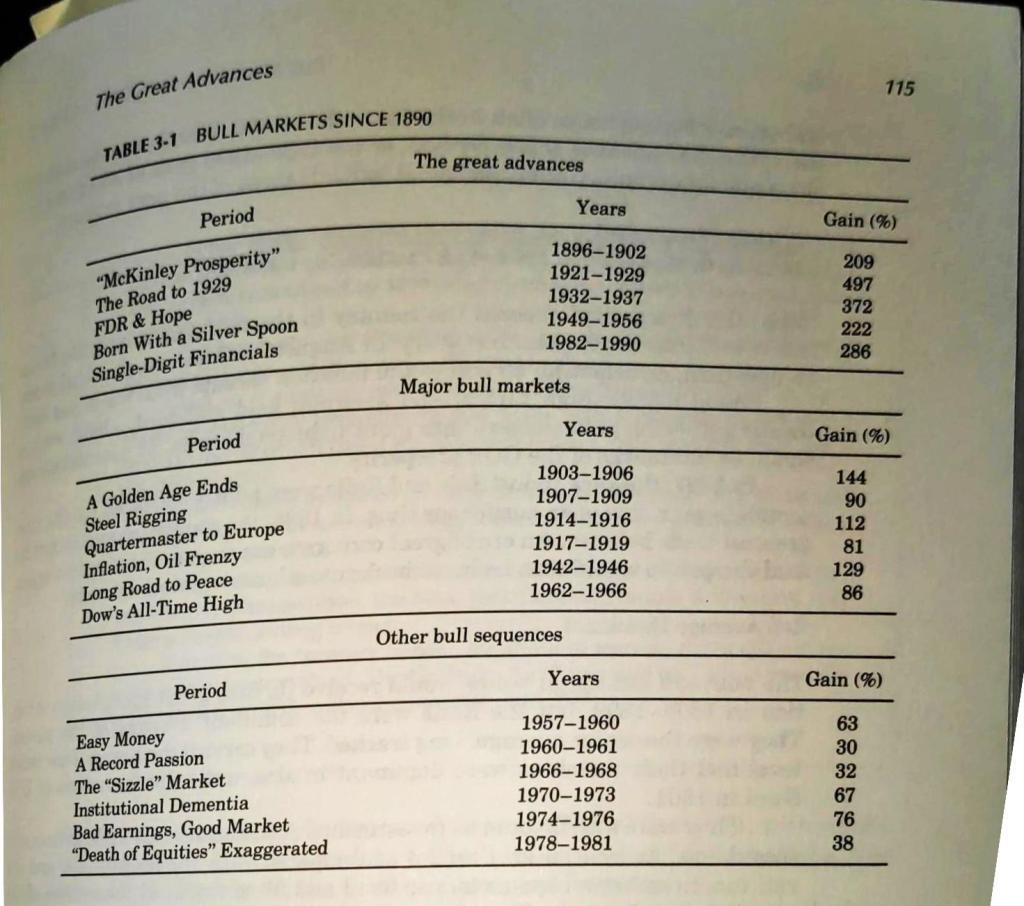 The Great Advances 115
TABLE 3-1 BULL MARKETS SINCE 1890
The great advances
Period Years Gain (%)
“McKinley Prosperity” 1896–1902 209
The Road to 1929 1921–1929 497
FDR & Hope 1932–1937 372
Born With a Silver Spoon 1949–1956 222
Single-Digit Financials 1982–1990 286
Major bull markets
Period Years Gain (%)
A Golden Age Ends 1903–1906 144
Steel Rigging 1907–1909 90
Quartermaster to Europe 1914–1916 112
Inflation, Oil Frenzy 1917–1919 81
Long Road to Peace 1942–1946 129
Dow's All-Time High 1962–1966 86
Other bull sequences
Period Years Gain (%)
Easy Money 1957–1960 63
A Record Passion 1960–1961 30
The “Sizzle” Market 1966–1968 32
Institutional Dementia 1970–1973 67
Bad Earnings, Good Market 1974–1976 76
“Death of Equities” Exaggerated 1978–1981 38